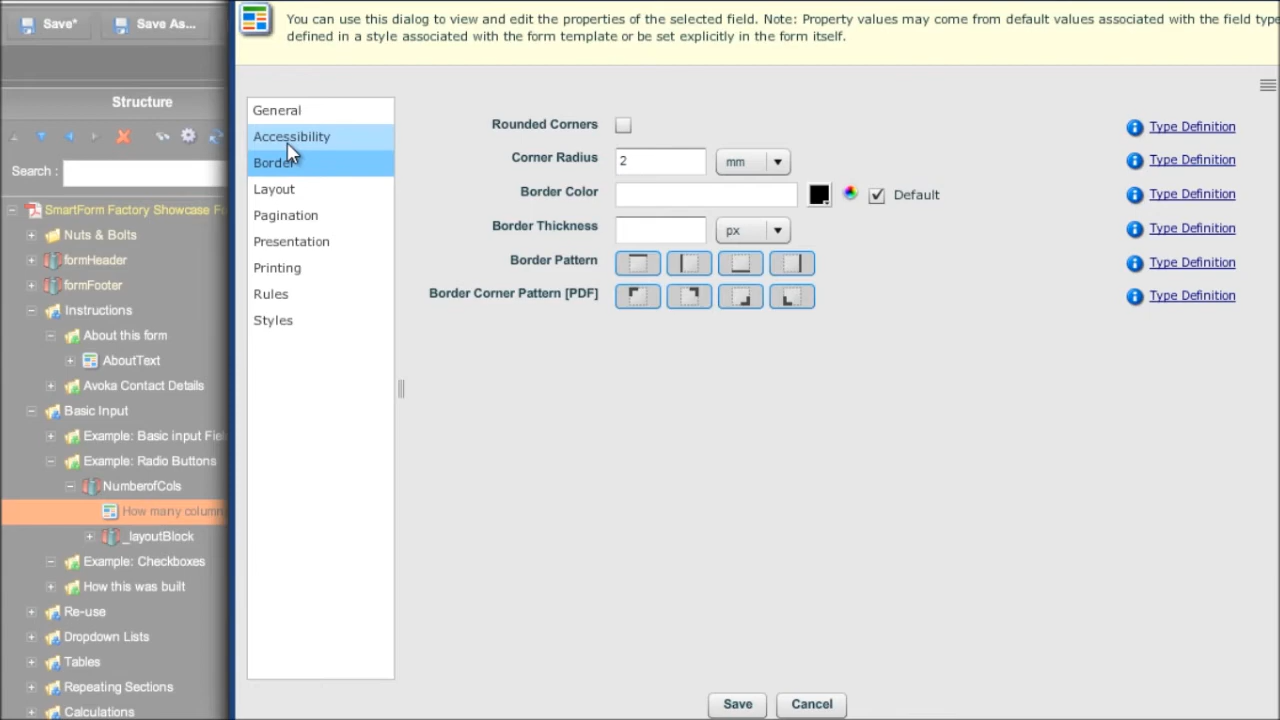 Save*
Save As...
You can use this dialog to view and edit the properties of the selected field. Note: Property values may come from default values associated with the field type
defined in a style associated with the form template or be set explicitly in the form itself.
Structure
Search :
SmartForm Factory Showcase Fo
Nuts & Bolts
formHeader
formFooter
Instructions
About this form
AboutText
Avoka Contact Details
Basic Input
Example: Basic input Fiel
Example: Radio Buttons
NumberofCols
How many column
_layoutBlock
Example: Checkboxes
How this was built
Re-use
Dropdown Lists
Tables
Repeating Sections
Calculations
General
Accessibility
Border
Layout
Pagination
Presentation
Printing
Rules
Styles
Rounded Corners Type Definition
Corner Radius 2 mm Type Definition
Border Color Default Type Definition
Border Thickness px Type Definition
Border Pattern Type Definition
Border Corner Pattern [PDF] Type Definition
Save Cancel